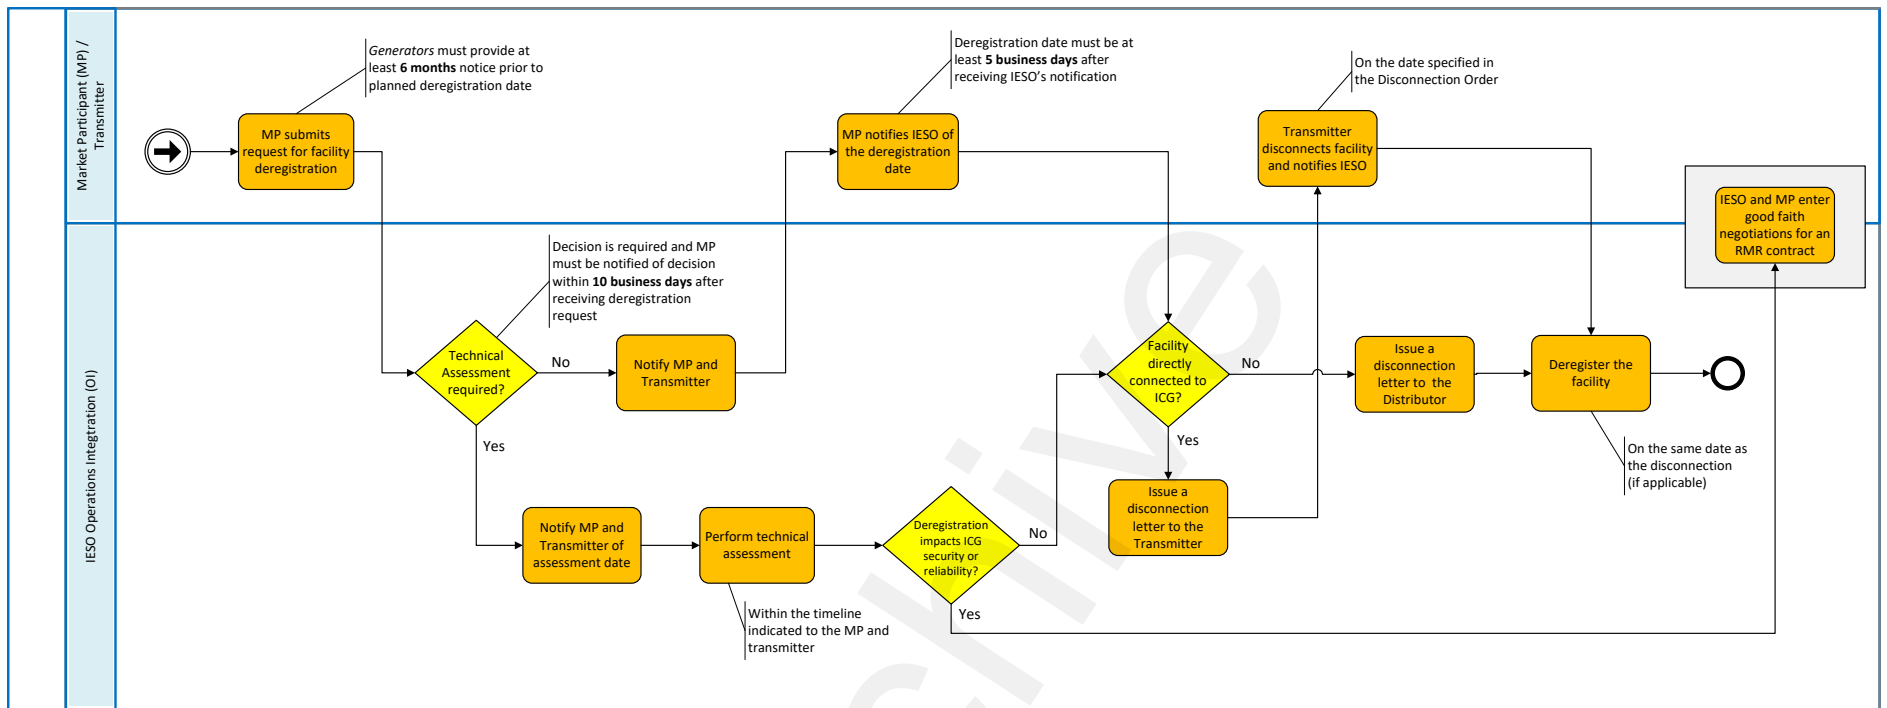 Market Participant (MP) /
Transmitter
Generators must provide at
least 6 months notice prior to
planned deregistration date
MP submits
request for facility
deregistration
Deregistration date must be at
least 5 business days after
receiving IESO's notification
MP notifies IESO of
the deregistration
date
On the date specified in
the Disconnection Order
Transmitter
disconnects facility
and notifies IESO
IESO and MP enter
good faith
negotiations for an
RMR contract
IESO Operations Integtration (OI)
Decision is required and MP
must be notified of decision
within 10 business days after
receiving deregistration
request
Technical
Assessment
required?
No
Notify MP and
Transmitter
Yes
Notify MP and
Transmitter of
assessment date
Perform technical
assessment
Within the timeline
indicated to the MP and
transmitter
Deregistration
impacts ICG
security or
reliability?
No
Yes
Facility
directly
connected to
ICG?
No
Yes
Issue a
disconnection
letter to the
Transmitter
Issue a
disconnection
letter to the
Distributor
Deregister the
facility
On the same date as
the disconnection
(if applicable)
chive